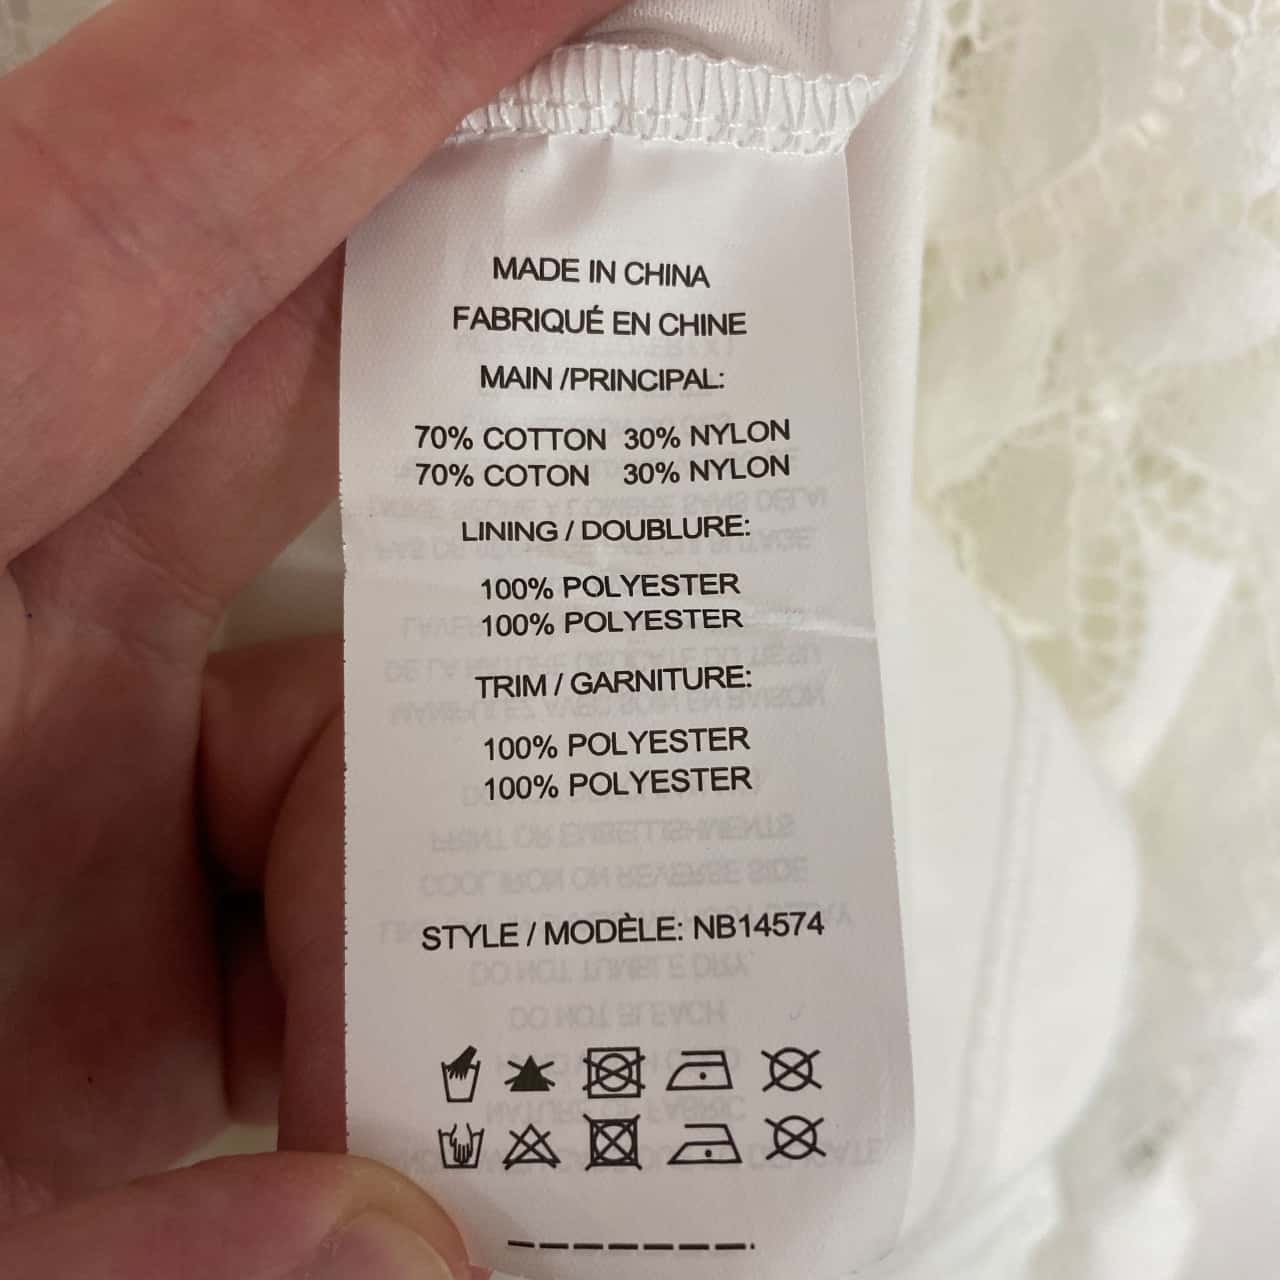 MADE IN CHINA
FABRIQUÉ EN CHINE
MAIN /PRINCIPAL:
70% COTTON 30% NYLON
70% COTON 30% NYLON
LINING / DOUBLURE:
100% POLYESTER
100% POLYESTER
TRIM / GARNITURE:
100% POLYESTER
100% POLYESTER
STYLE / MODÈLE: NB14574